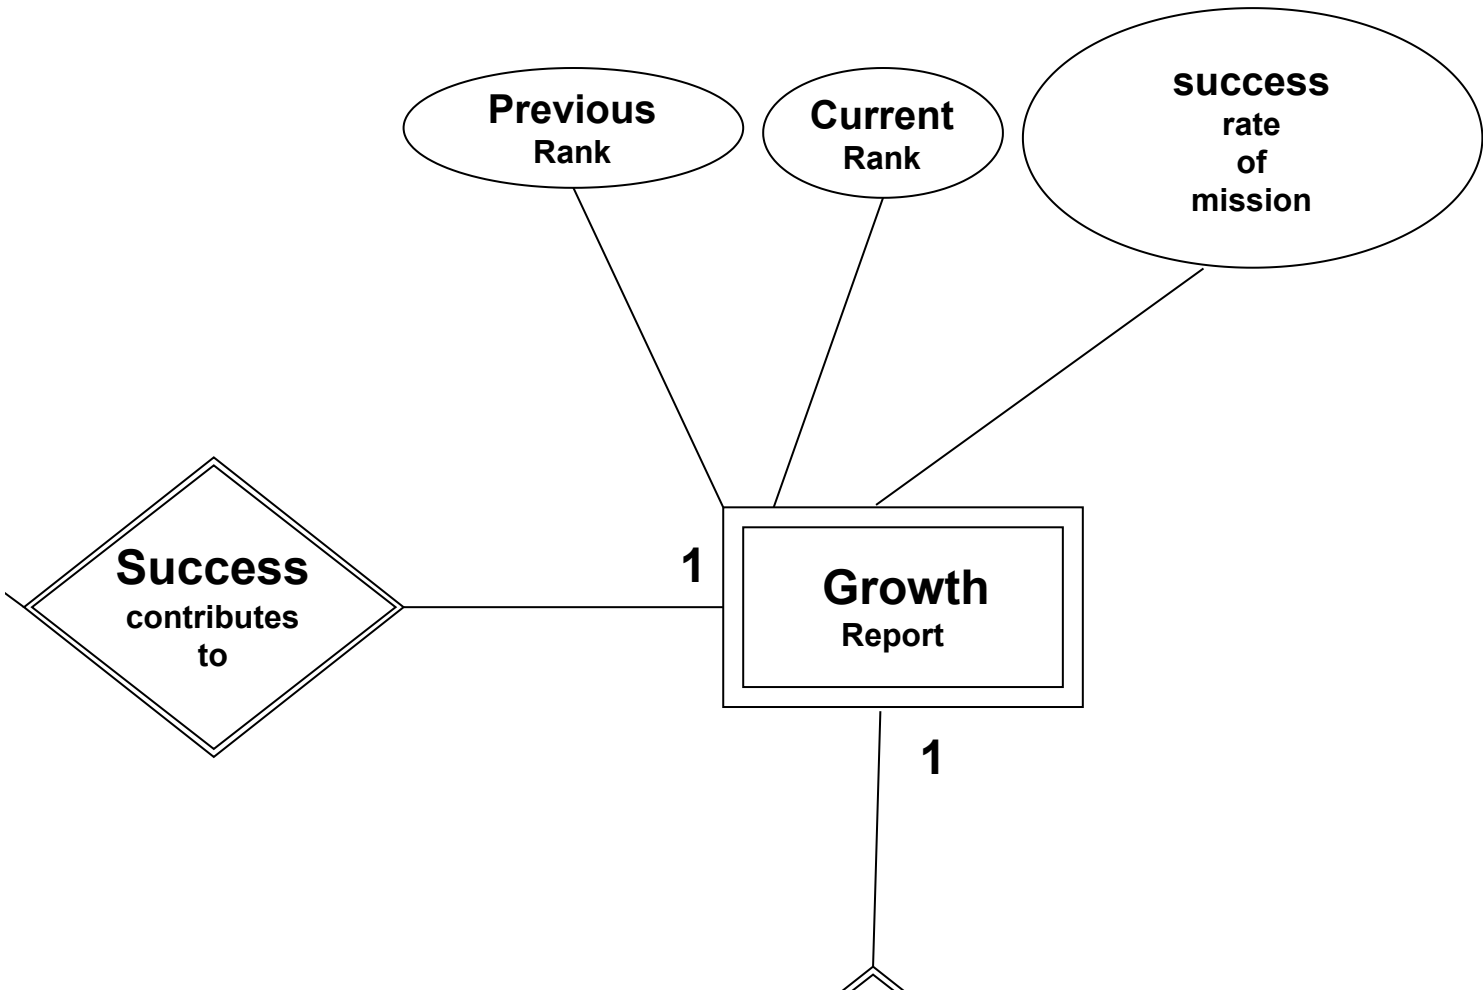 Previous
Rank
Current
Rank
success
rate
of
mission
Success
contributes
to
1
Growth
Report
1